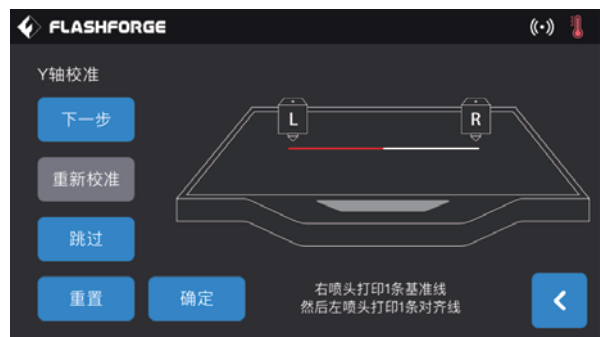 FLASHFORGE
Y轴校准
下一步
L
R
重新校准
跳过
重置
确定
右喷头打印1条基准线
然后左喷头打印1条对齐线